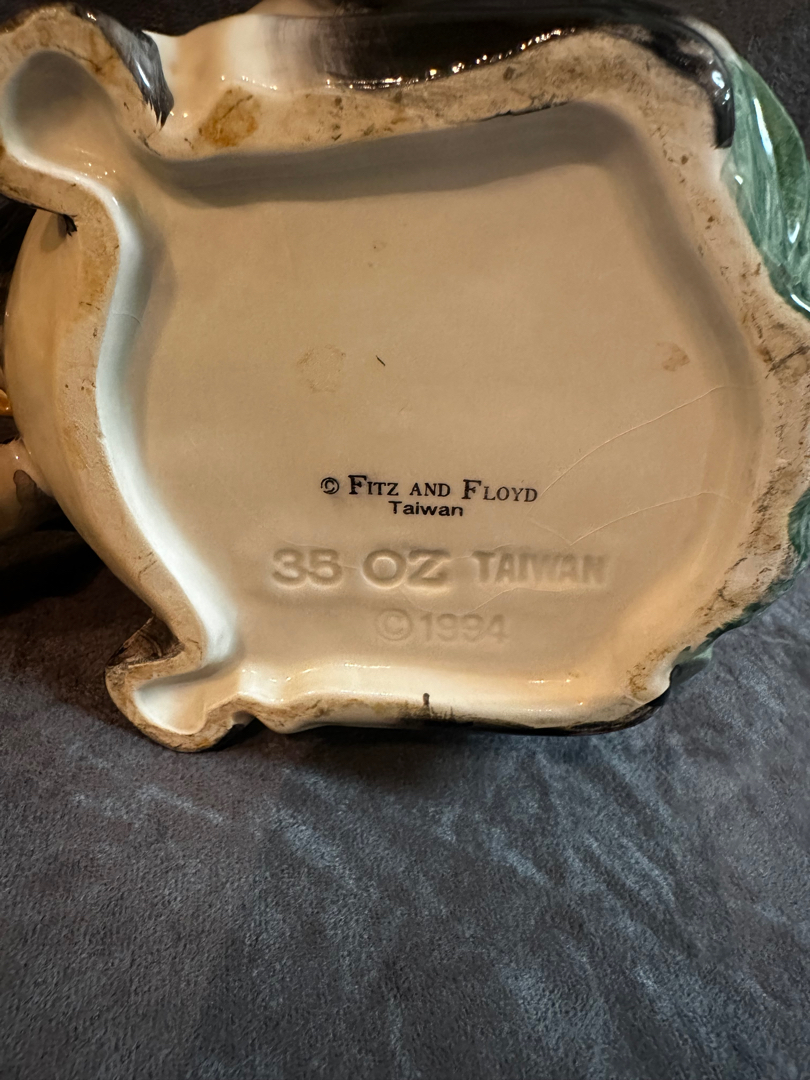 © FITZ AND FLOYD
Taiwan
35 OZ TAIWAN
©1994